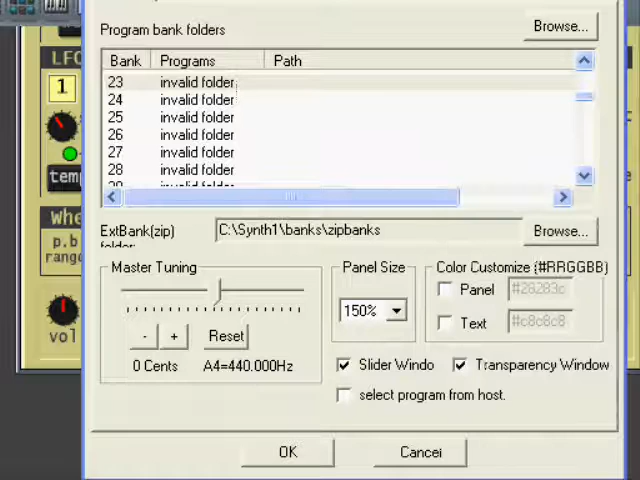 Program bank folders
Browse...
Bank Programs Path
23 invalid folder
24 invalid folder
25 invalid folder
26 invalid folder
27 invalid folder
28 invalid folder
ExtBank(zip)
C:\Synth1\banks\zipbanks
Browse...
Master Tuning
- + Reset
0 Cents A4=440.000Hz
Panel Size
150%
Color Customize (#RRGGBB)
Panel #28283c
Text #c8c8c8
Slider Windo
Transparency Window
select program from host.
OK Cancel
LFO
1
temp
Whe
p.b
range
vol